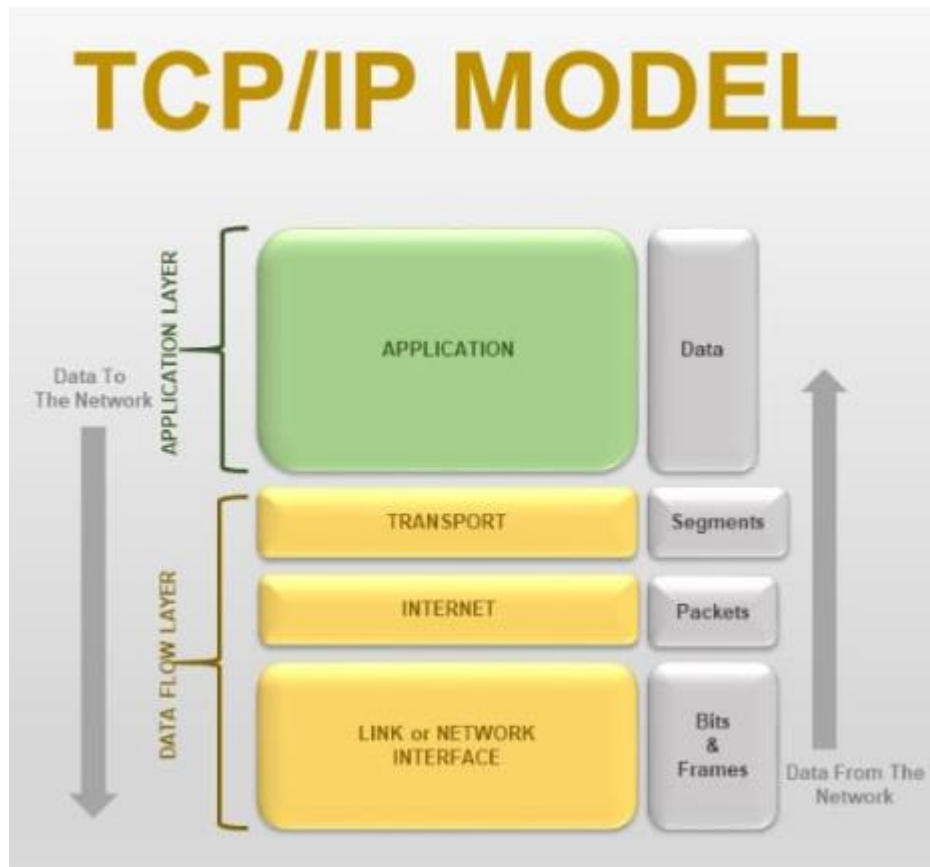 TCP/IP MODEL
APPLICATION LAYER
APPLICATION
Data
Data To
The Network
DATA FLOW LAYER
TRANSPORT
Segments
INTERNET
Packets
LINK or NETWORK
INTERFACE
Bits
&
Frames
Data From The
Network